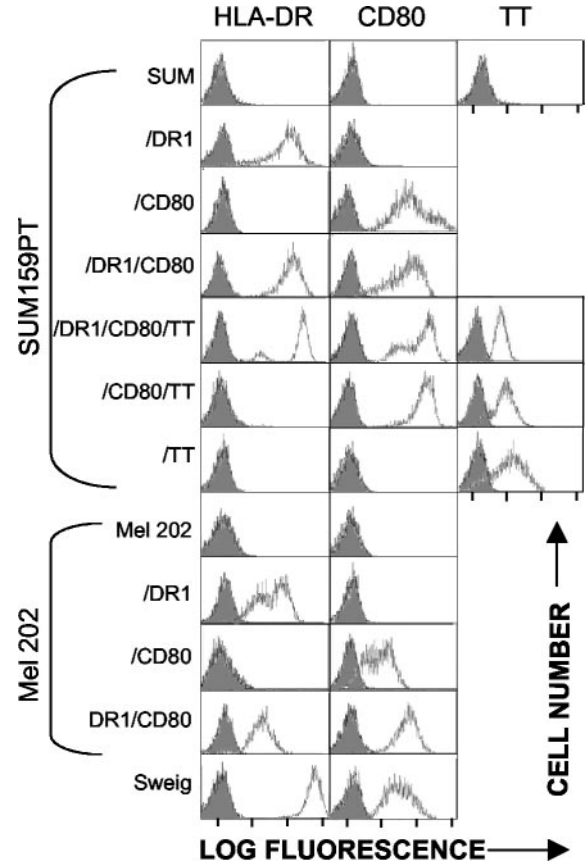 HLA-DR CD80 TT
SUM
/DR1
/CD80
/DR1/CD80
/DR1/CD80/TT
/CD80/TT
/TT
SUM159PT
Mel 202
/DR1
/CD80
DR1/CD80
Mel 202
Sweig
CELL NUMBER
LOG FLUORESCENCE